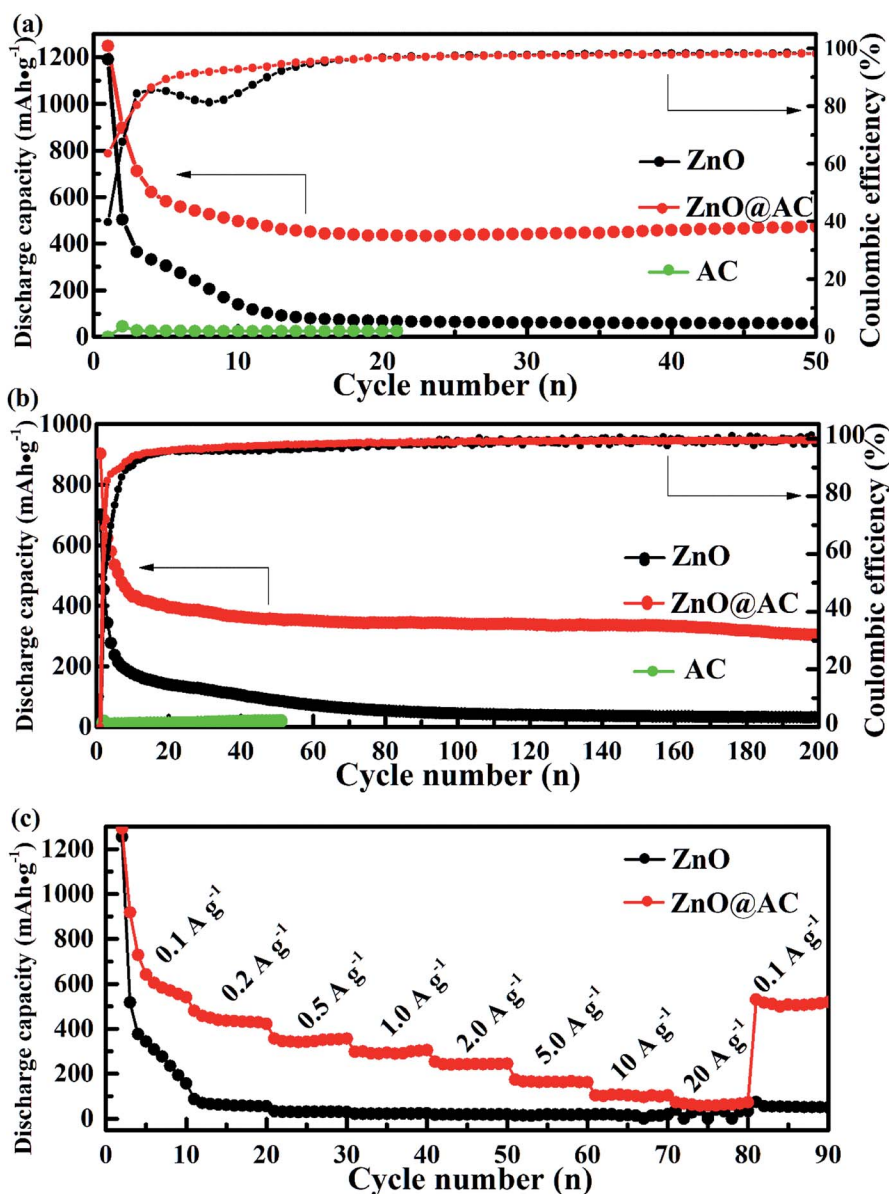 (a)
1200
1000
800
600
400
200
0
Discharge capacity (mAh•g-1)
100
80
60
40
20
0
Coulombic efficiency (%)
ZnO
ZnO@AC
AC
0 10 20 30 40 50
Cycle number (n)
(b)
1000
800
600
400
200
0
Discharge capacity (mAh•g-1)
100
80
60
40
20
0
Coulombic efficiency (%)
ZnO
ZnO@AC
AC
0 20 40 60 80 100 120 140 160 180 200
Cycle number (n)
(c)
1200
1000
800
600
400
200
0
Discharge capacity (mAh•g-1)
ZnO
ZnO@AC
0.1 A g-1
0.2 A g-1
0.5 A g-1
1.0 A g-1
2.0 A g-1
5.0 A g-1
10 A g-1
20 A g-1
0.1 A g-1
0 10 20 30 40 50 60 70 80 90
Cycle number (n)